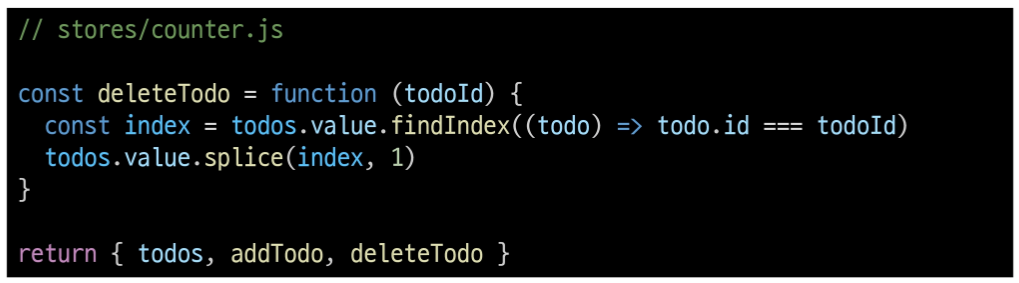 // stores/counter.js
const deleteTodo = function (todoId) {
  const index = todos.value.findIndex((todo) => todo.id === todoId)
  todos.value.splice(index, 1)
}
return { todos, addTodo, deleteTodo }